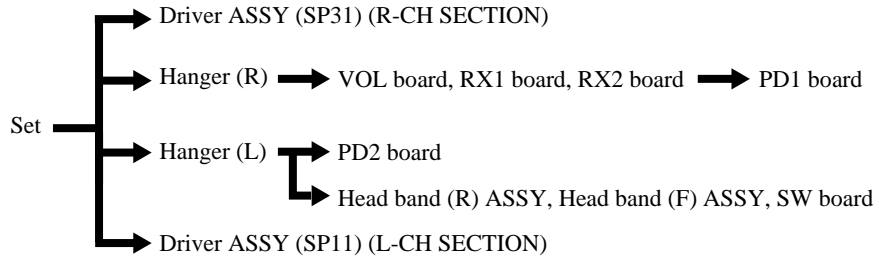 Driver ASSY (SP31) (R-CH SECTION)
Hanger (R) VOL board, RX1 board, RX2 board PD1 board
Set
Hanger (L) PD2 board
Head band (R) ASSY, Head band (F) ASSY, SW board
Driver ASSY (SP11) (L-CH SECTION)